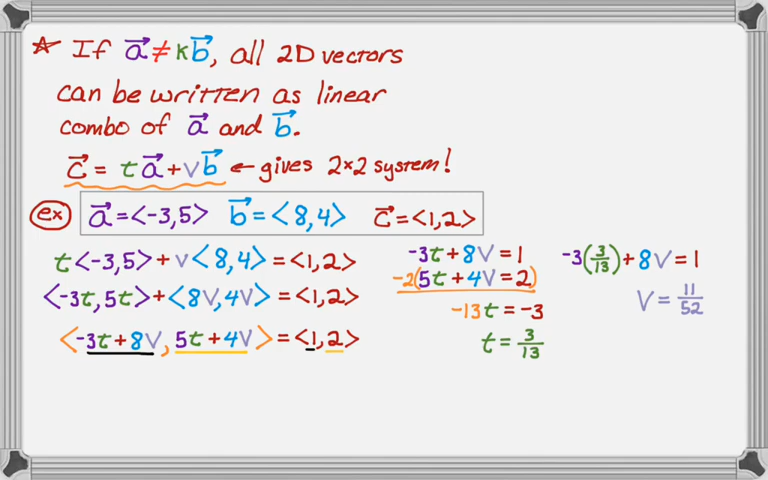 ☆ If a⃗ ≠ kb⃗, all 2D vectors
can be written as linear
combo of a⃗ and b⃗.
c⃗ = ta⃗ + vb⃗ ← gives 2×2 system!
ex a⃗ = <-3,5> b⃗ = <8,4> c⃗ = <1,2>
t<-3,5> + v<8,4> = <1,2>
<-3t,5t> + <8v,4v> = <1,2>
<-3t+8v, 5t+4v> = <1,2>
-3t+8v=1
-2(5t+4v=2)
-13t=-3
t=3/13
-3(3/13)+8v=1
v=11/52